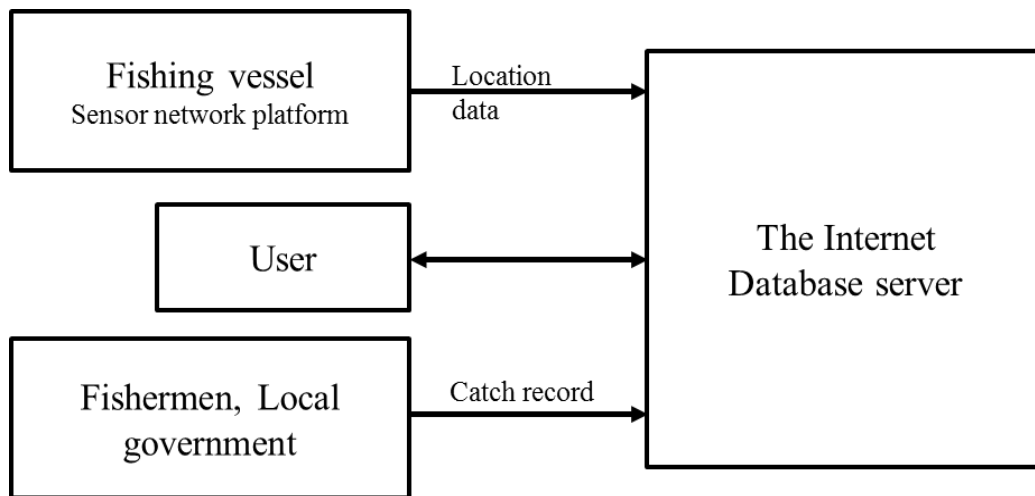 Fishing vessel
Sensor network platform
Location
data
User
The Internet
Database server
Fishermen, Local
government
Catch record